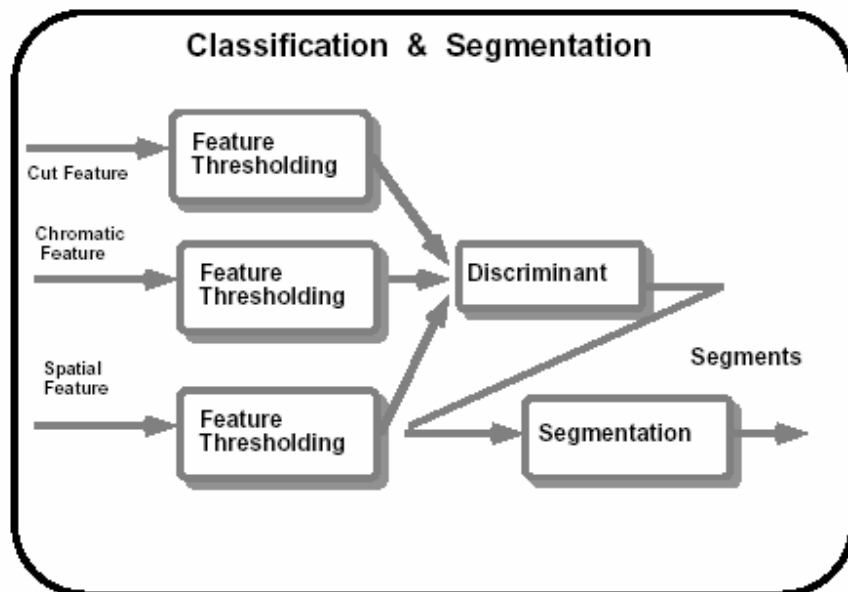 Classification & Segmentation
Cut Feature
Feature
Thresholding
Chromatic
Feature
Feature
Thresholding
Discriminant
Spatial
Feature
Feature
Thresholding
Segments
Segmentation